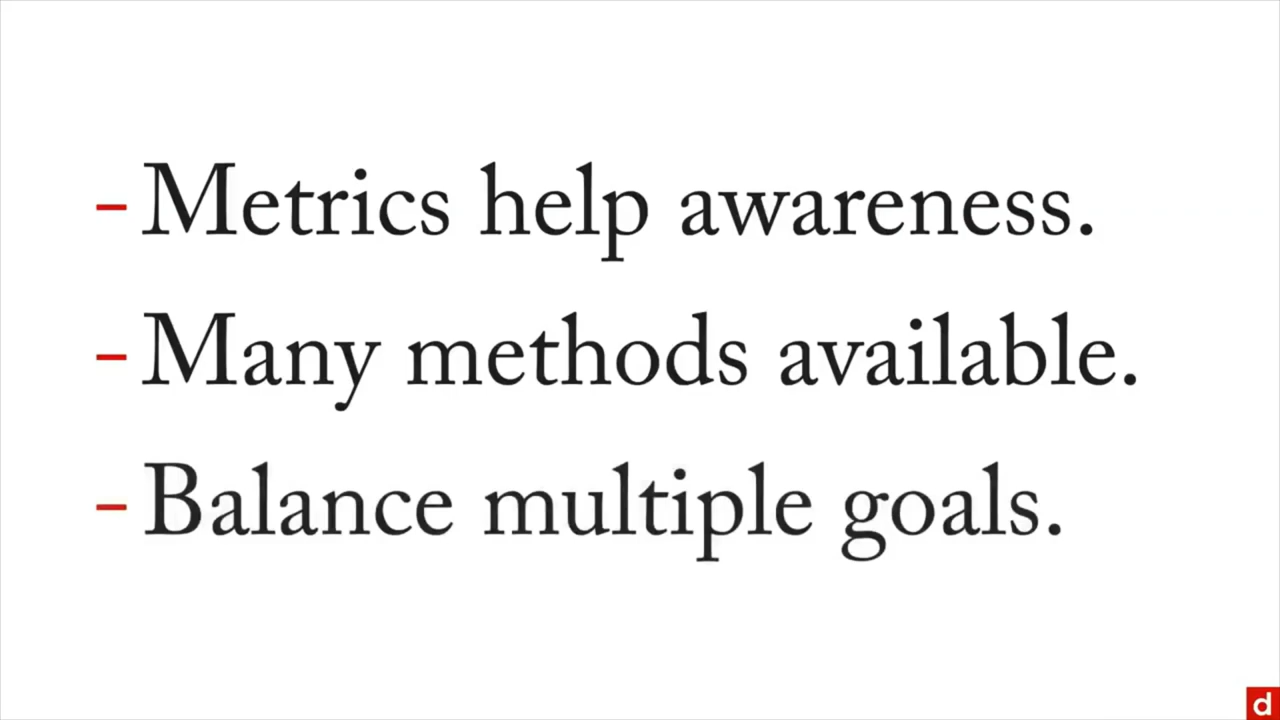 - Metrics help awareness.
- Many methods available.
- Balance multiple goals.
d